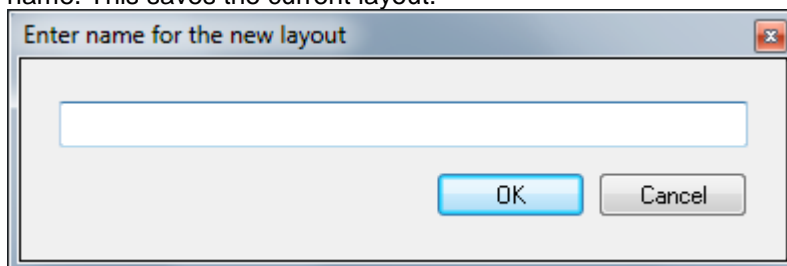 name. This saves the current layout.
Enter name for the new layout
OK Cancel